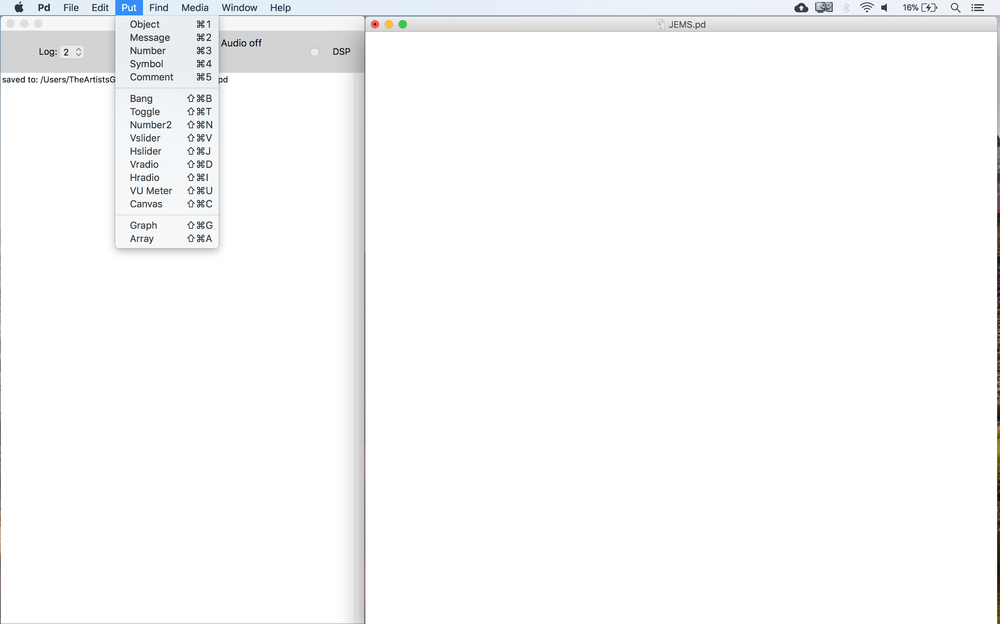 Pd File Edit Put Find Media Window Help 16%
JEMS.pd
Log: 2 Audio off DSP
saved to: /Users/TheArtistsG pd
Object ⌘1
Message ⌘2
Number ⌘3
Symbol ⌘4
Comment ⌘5
Bang ⇧⌘B
Toggle ⇧⌘T
Number2 ⇧⌘N
Vslider ⇧⌘V
Hslider ⇧⌘J
Vradio ⇧⌘D
Hradio ⇧⌘I
VU Meter ⇧⌘U
Canvas ⇧⌘C
Graph ⇧⌘G
Array ⇧⌘A